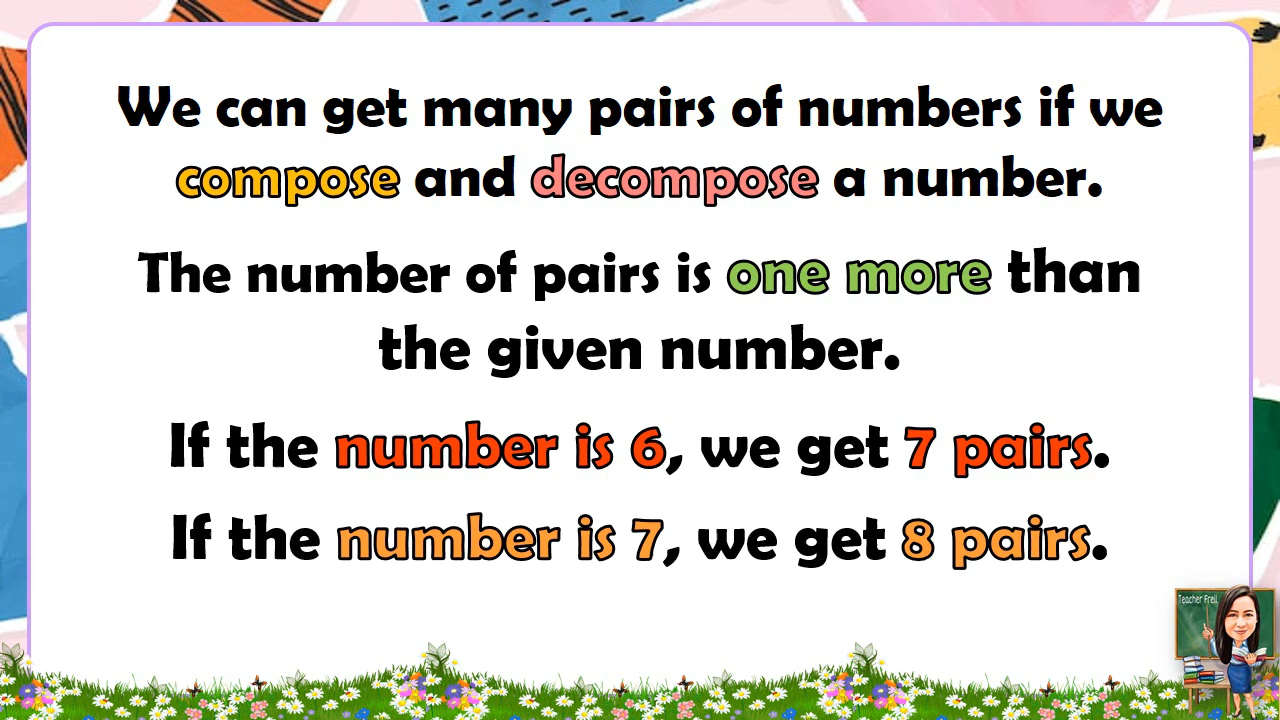 We can get many pairs of numbers if we
compose and decompose a number.
The number of pairs is one more than
the given number.
If the number is 6, we get 7 pairs.
If the number is 7, we get 8 pairs.
Teacher Frell